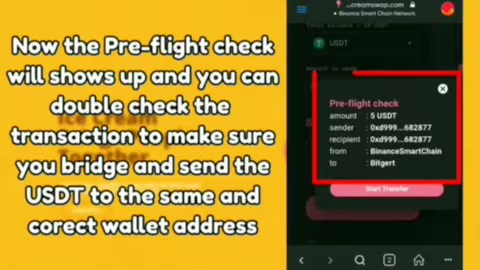 Now the Pre-flight check
will shows up and you can
double check the
transaction to make sure
you bridge and send the
USDT to the same and
corect wallet address
...creamswap.com
Binance Smart Chain Network
USDT
Pre-flight check
amount : 5 USDT
sender : 0xd999...682877
recipient : 0xd999...682877
from : BinanceSmartChain
to : Bitgert
Start Transfer
2